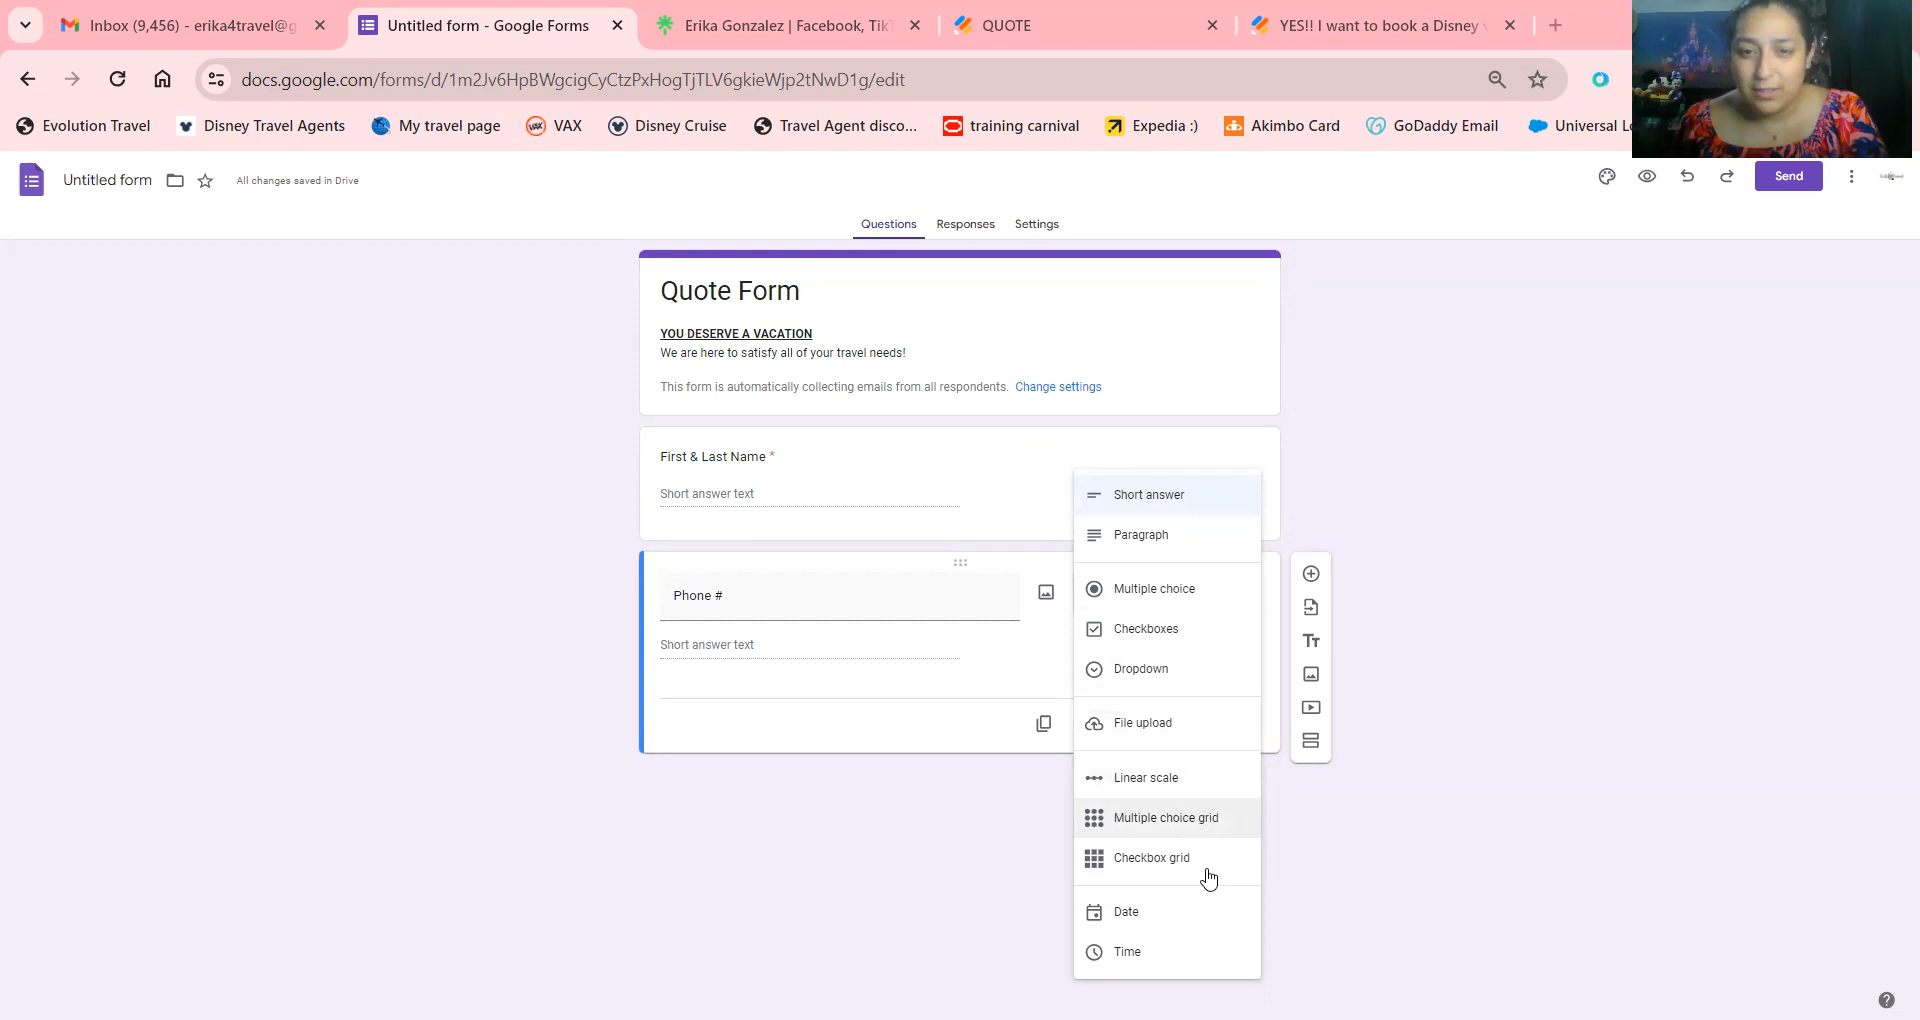 Inbox (9,456) - erika4travel@g
Untitled form - Google Forms
Erika Gonzalez | Facebook, TikT
QUOTE
YES!! I want to book a Disney
docs.google.com/forms/d/1m2Jv6HpBWgcigCyCtzPxHogTjTLV6gkieWjp2tNwD1g/edit
Evolution Travel
Disney Travel Agents
My travel page
VAX
Disney Cruise
Travel Agent disco...
training carnival
Expedia :)
Akimbo Card
GoDaddy Email
Universal Lo
Untitled form
All changes saved in Drive
Send
Questions
Responses
Settings
Quote Form
YOU DESERVE A VACATION
We are here to satisfy all of your travel needs!
This form is automatically collecting emails from all respondents. Change settings
First & Last Name *
Short answer text
Phone #
Short answer text
Short answer
Paragraph
Multiple choice
Checkboxes
Dropdown
File upload
Linear scale
Multiple choice grid
Checkbox grid
Date
Time
Tт